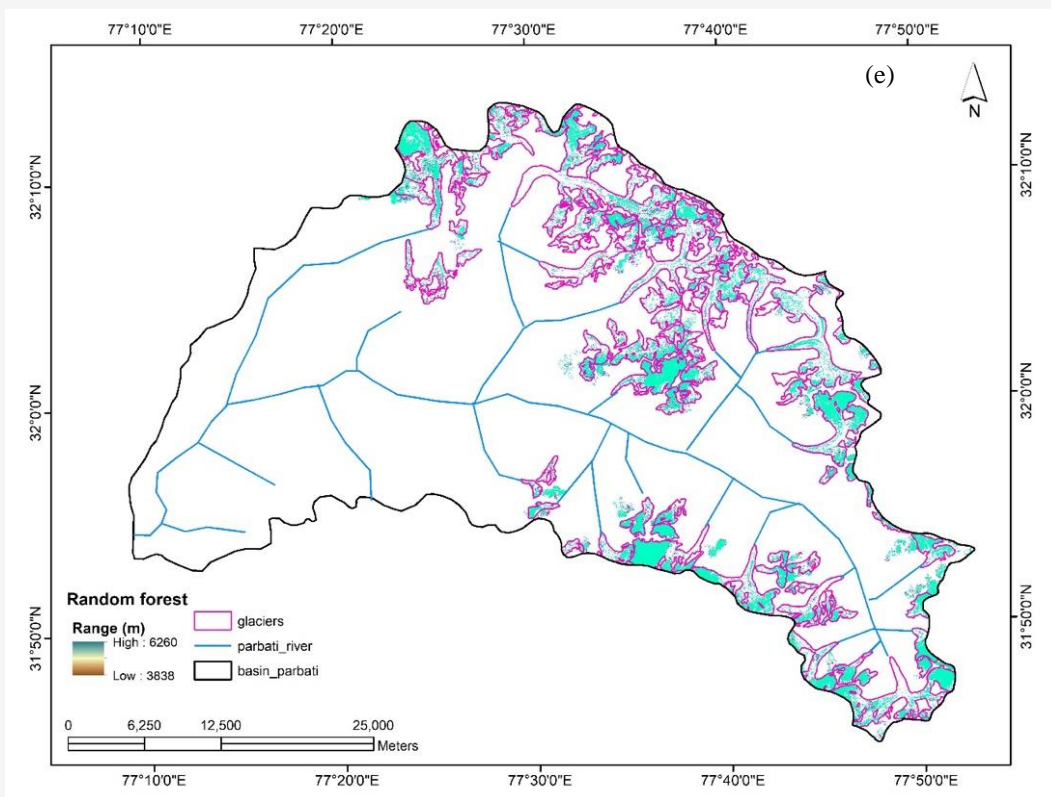 77°10'0"E 77°20'0"E 77°30'0"E 77°40'0"E 77°50'0"E
(e)
N
32°10'0"N 32°10'0"N
32°0'0"N 32°0'0"N
31°50'0"N 31°50'0"N
Random forest
Range (m)
High : 6260
Low : 3838
glaciers
parbati_river
basin_parbati
0 6,250 12,500 25,000
Meters
77°10'0"E 77°20'0"E 77°30'0"E 77°40'0"E 77°50'0"E